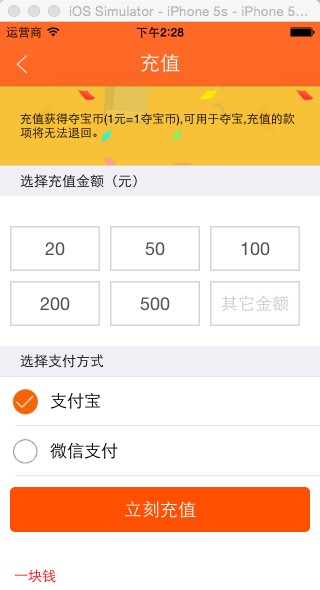 iOS Simulator - iPhone 5s - iPhone 5...
运营商 下午2:28
充值
充值获得夺宝币(1元=1夺宝币),可用于夺宝,充值的款
项将无法退回。
选择充值金额（元）
20 50 100
200 500 其它金额
选择支付方式
支付宝
微信支付
立刻充值
一块钱